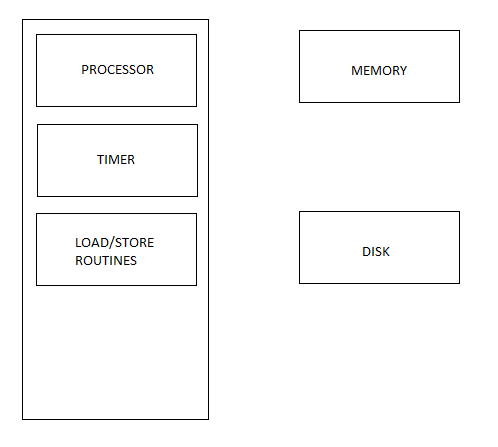 PROCESSOR
MEMORY
TIMER
LOAD/STORE
ROUTINES
DISK